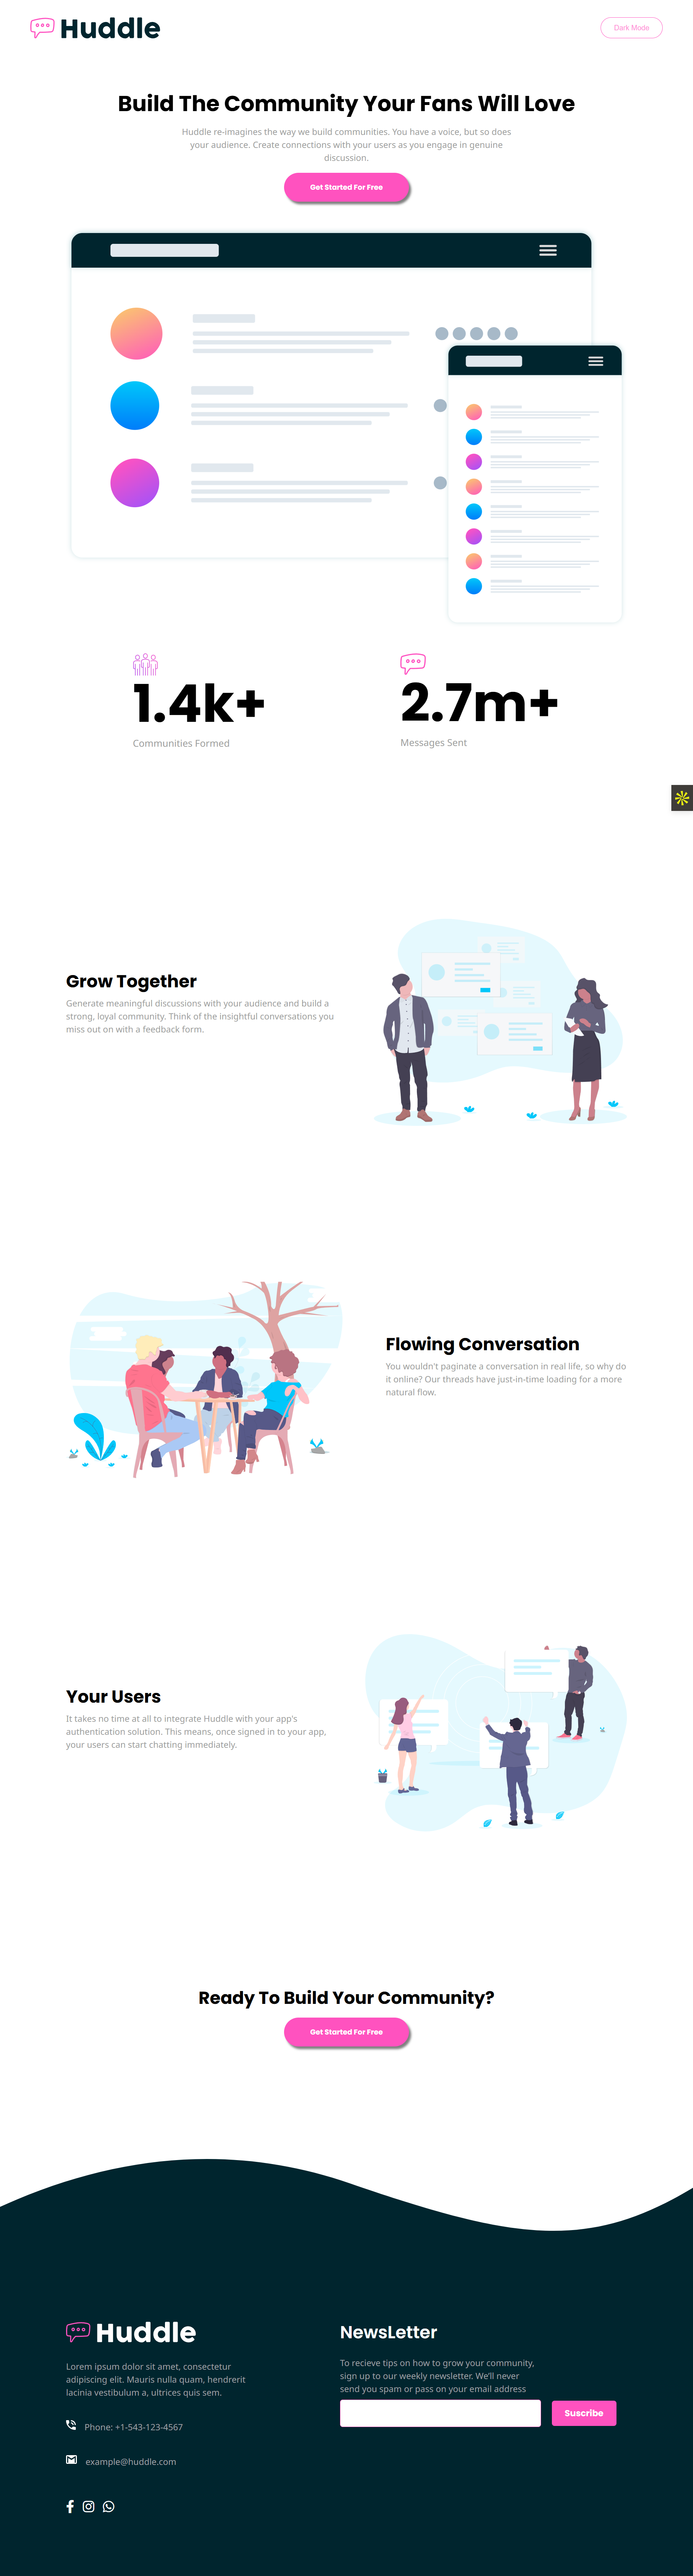 Huddle
Dark Mode
Build The Community Your Fans Will Love
Huddle re-imagines the way we build communities. You have a voice, but so does
your audience. Create connections with your users as you engage in genuine
discussion.
Get Started For Free
1.4k+
Communities Formed
2.7m+
Messages Sent
Grow Together
Generate meaningful discussions with your audience and build a
strong, loyal community. Think of the insightful conversations you
miss out on with a feedback form.
Flowing Conversation
You wouldn't paginate a conversation in real life, so why do
it online? Our threads have just-in-time loading for a more
natural flow.
Your Users
It takes no time at all to integrate Huddle with your app's
authentication solution. This means, once signed in to your app,
your users can start chatting immediately.
Ready To Build Your Community?
Get Started For Free
Huddle
Lorem ipsum dolor sit amet, consectetur
adipiscing elit. Mauris nulla quam, hendrerit
lacinia vestibulum a, ultrices quis sem.
Phone: +1-543-123-4567
example@huddle.com
NewsLetter
To recieve tips on how to grow your community,
sign up to our weekly newsletter. We'll never
send you spam or pass on your email address
Suscribe